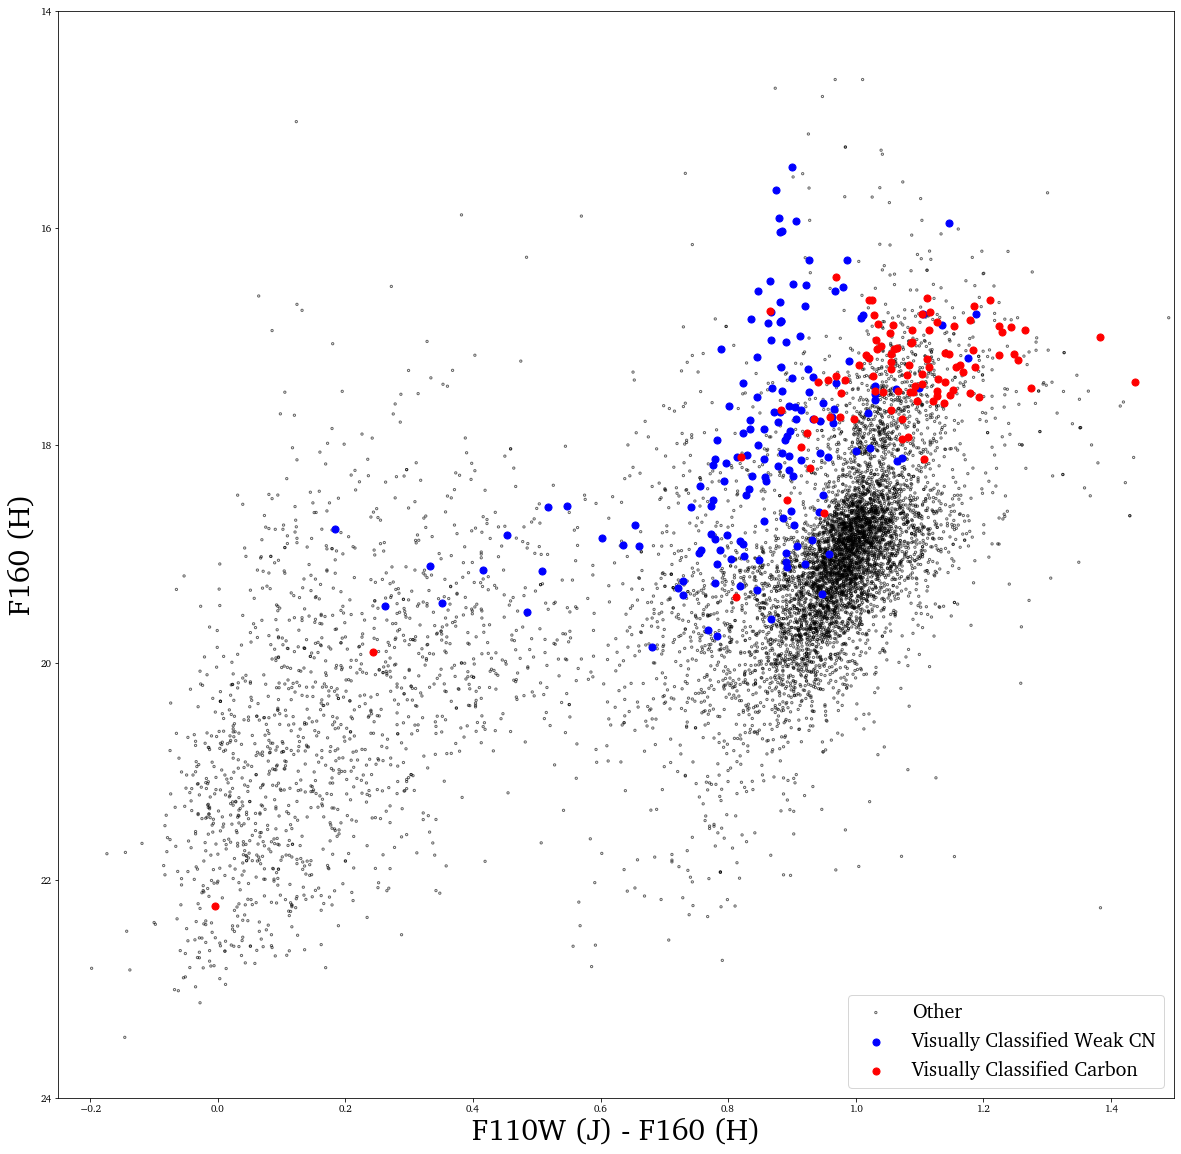 14
16
18
20
22
24
F160 (H)
−0.2 0.0 0.2 0.4 0.6 0.8 1.0 1.2 1.4
F110W (J) - F160 (H)
Other
Visually Classified Weak CN
Visually Classified Carbon